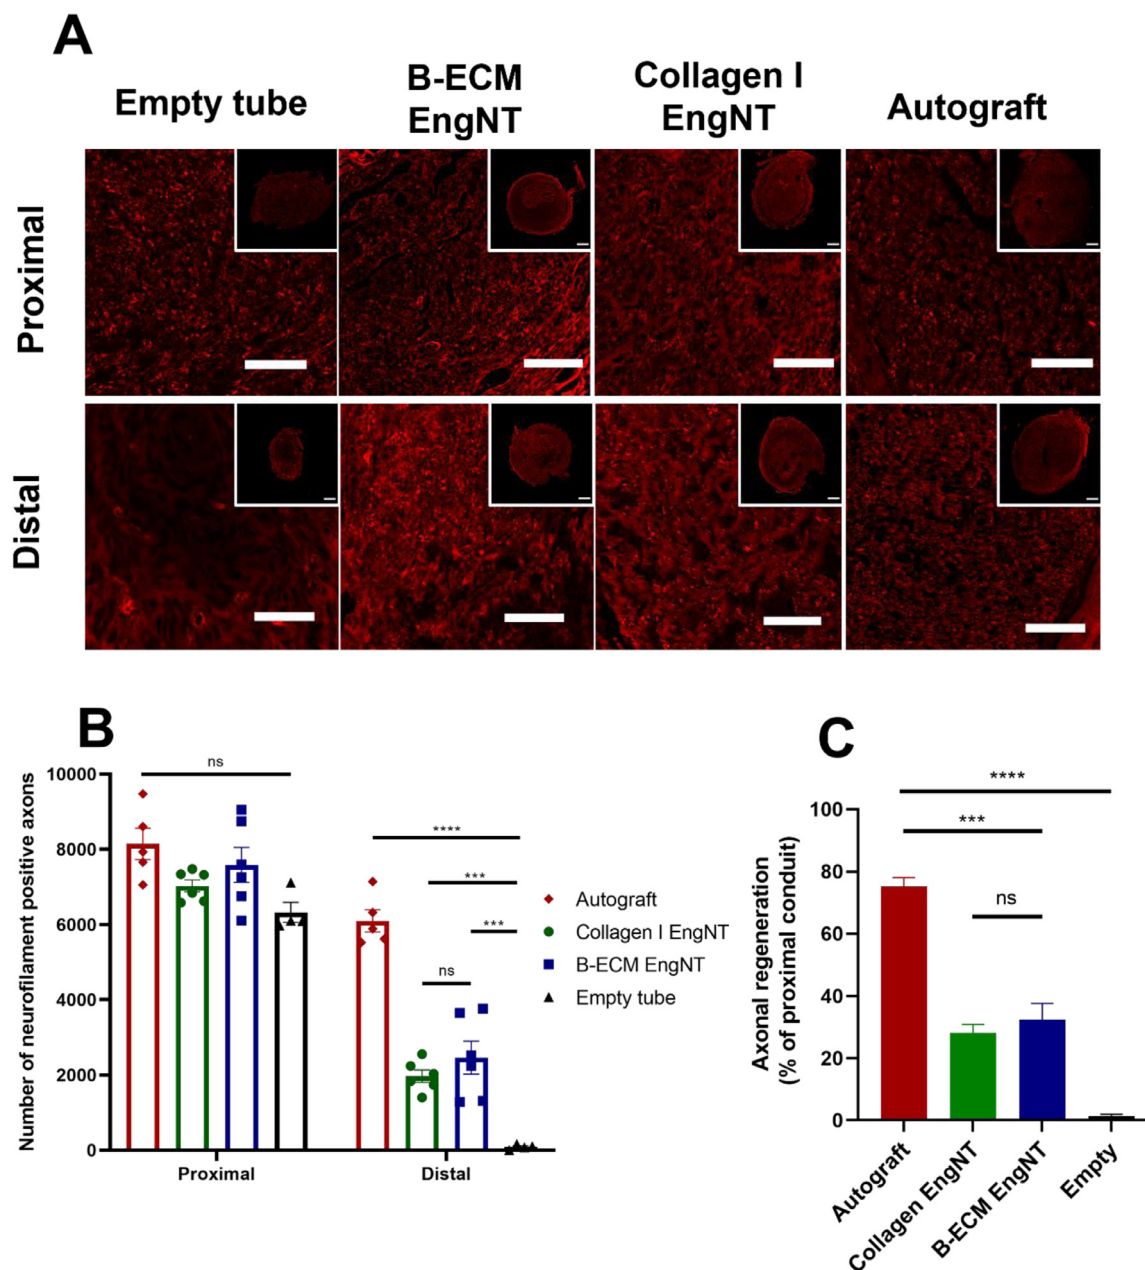 A
Empty tube
B-ECM
EngNT
Collagen I
EngNT
Autograft
Proximal
Distal
B
Number of neurofilament positive axons
10000
8000
6000
4000
2000
0
ns
****
***
***
ns
Proximal
Distal
Autograft
Collagen I EngNT
B-ECM EngNT
Empty tube
C
Axonal regeneration
(% of proximal conduit)
100
80
60
40
20
0
****
***
ns
Autograft
Collagen EngNT
B-ECM EngNT
Empty